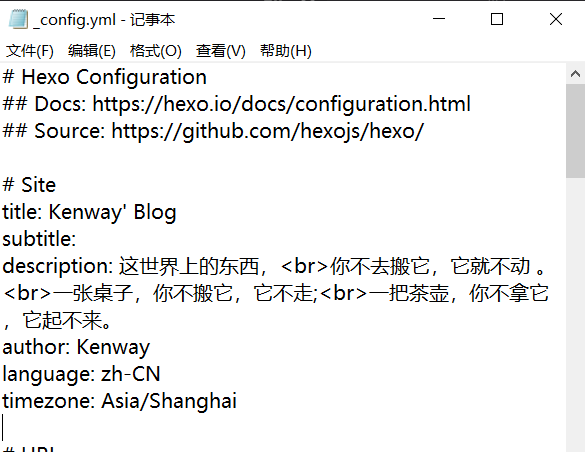 _config.yml - 记事本
文件(F) 编辑(E) 格式(O) 查看(V) 帮助(H)
# Hexo Configuration
## Docs: https://hexo.io/docs/configuration.html
## Source: https://github.com/hexojs/hexo/
# Site
title: Kenway' Blog
subtitle:
description: 这世界上的东西，<br>你不去搬它，它就不动 。
<br>一张桌子，你不搬它，它不走;<br>一把茶壶，你不拿它
，它起不来。
author: Kenway
language: zh-CN
timezone: Asia/Shanghai